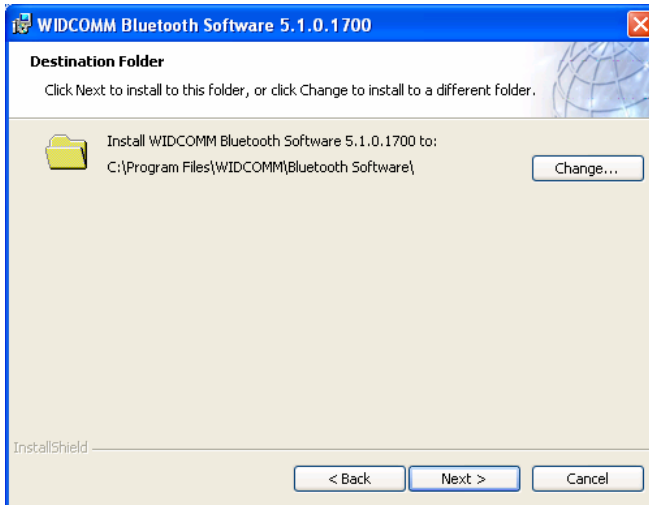 WIDCOMM Bluetooth Software 5.1.0.1700
Destination Folder
Click Next to install to this folder, or click Change to install to a different folder.
Install WIDCOMM Bluetooth Software 5.1.0.1700 to:
C:\Program Files\WIDCOMM\Bluetooth Software\
Change...
InstallShield
< Back
Next >
Cancel